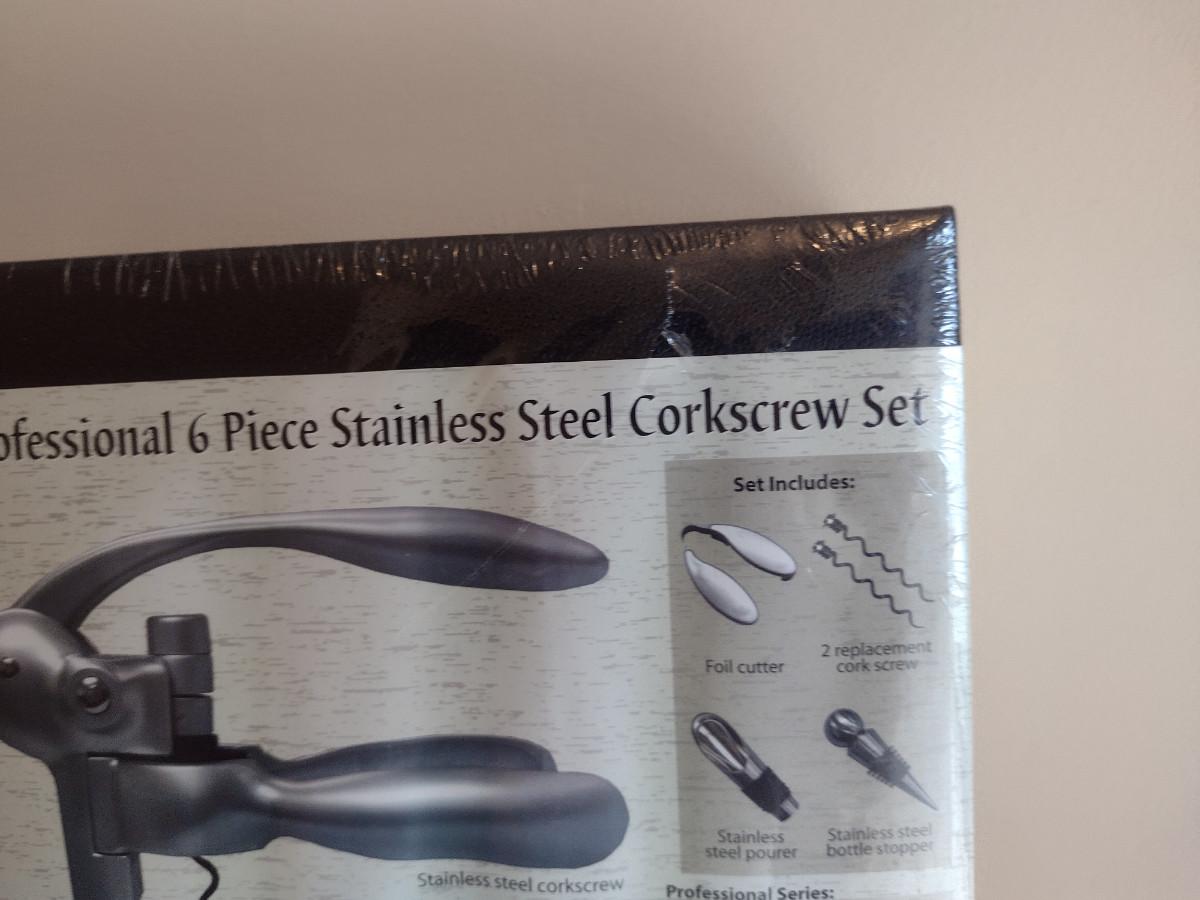 ofessional 6 Piece Stainless Steel Corkscrew Set
Set Includes:
Foil cutter
2 replacement
cork screw
Stainless
steel pourer
Stainless steel
bottle stopper
Stainless steel corkscrew
Professional Series: